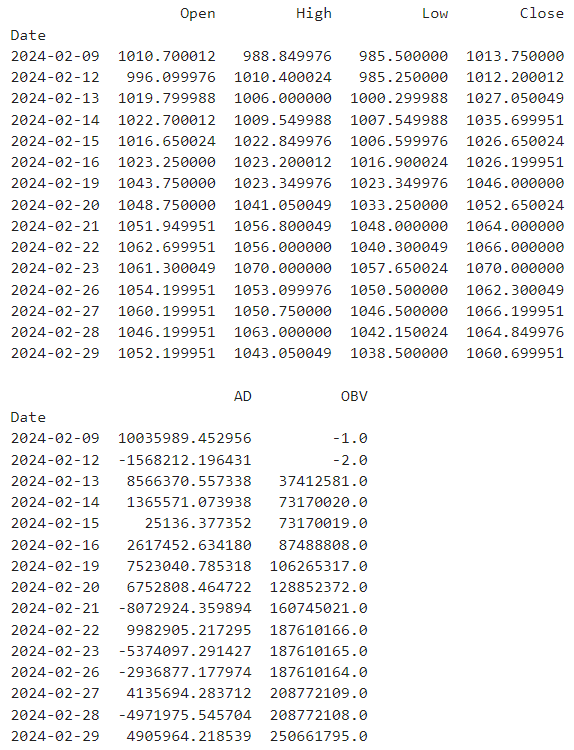 Open High Low Close
Date
2024-02-09 1010.700012 988.849976 985.500000 1013.750000
2024-02-12 996.099976 1010.400024 985.250000 1012.200012
2024-02-13 1019.799988 1006.000000 1000.299988 1027.050049
2024-02-14 1022.700012 1009.549988 1007.549988 1035.699951
2024-02-15 1016.650024 1022.849976 1006.599976 1026.650024
2024-02-16 1023.250000 1023.200012 1016.900024 1026.199951
2024-02-19 1043.750000 1023.349976 1023.349976 1046.000000
2024-02-20 1048.750000 1041.050049 1033.250000 1052.650024
2024-02-21 1051.949951 1056.800049 1048.000000 1064.000000
2024-02-22 1062.699951 1056.000000 1040.300049 1066.000000
2024-02-23 1061.300049 1070.000000 1057.650024 1070.000000
2024-02-26 1054.199951 1053.099976 1050.500000 1062.300049
2024-02-27 1060.199951 1050.750000 1046.500000 1066.199951
2024-02-28 1046.199951 1063.000000 1042.150024 1064.849976
2024-02-29 1052.199951 1043.050049 1038.500000 1060.699951
AD OBV
Date
2024-02-09 10035989.452956 -1.0
2024-02-12 -1568212.196431 -2.0
2024-02-13 8566370.557338 37412581.0
2024-02-14 1365571.073938 73170020.0
2024-02-15 25136.377352 73170019.0
2024-02-16 2617452.634180 87488808.0
2024-02-19 7523040.785318 106265317.0
2024-02-20 6752808.464722 128852372.0
2024-02-21 -8072924.359894 160745021.0
2024-02-22 9982905.217295 187610166.0
2024-02-23 -5374097.291427 187610165.0
2024-02-26 -2936877.177974 187610164.0
2024-02-27 4135694.283712 208772109.0
2024-02-28 -4971975.545704 208772108.0
2024-02-29 4905964.218539 250661795.0